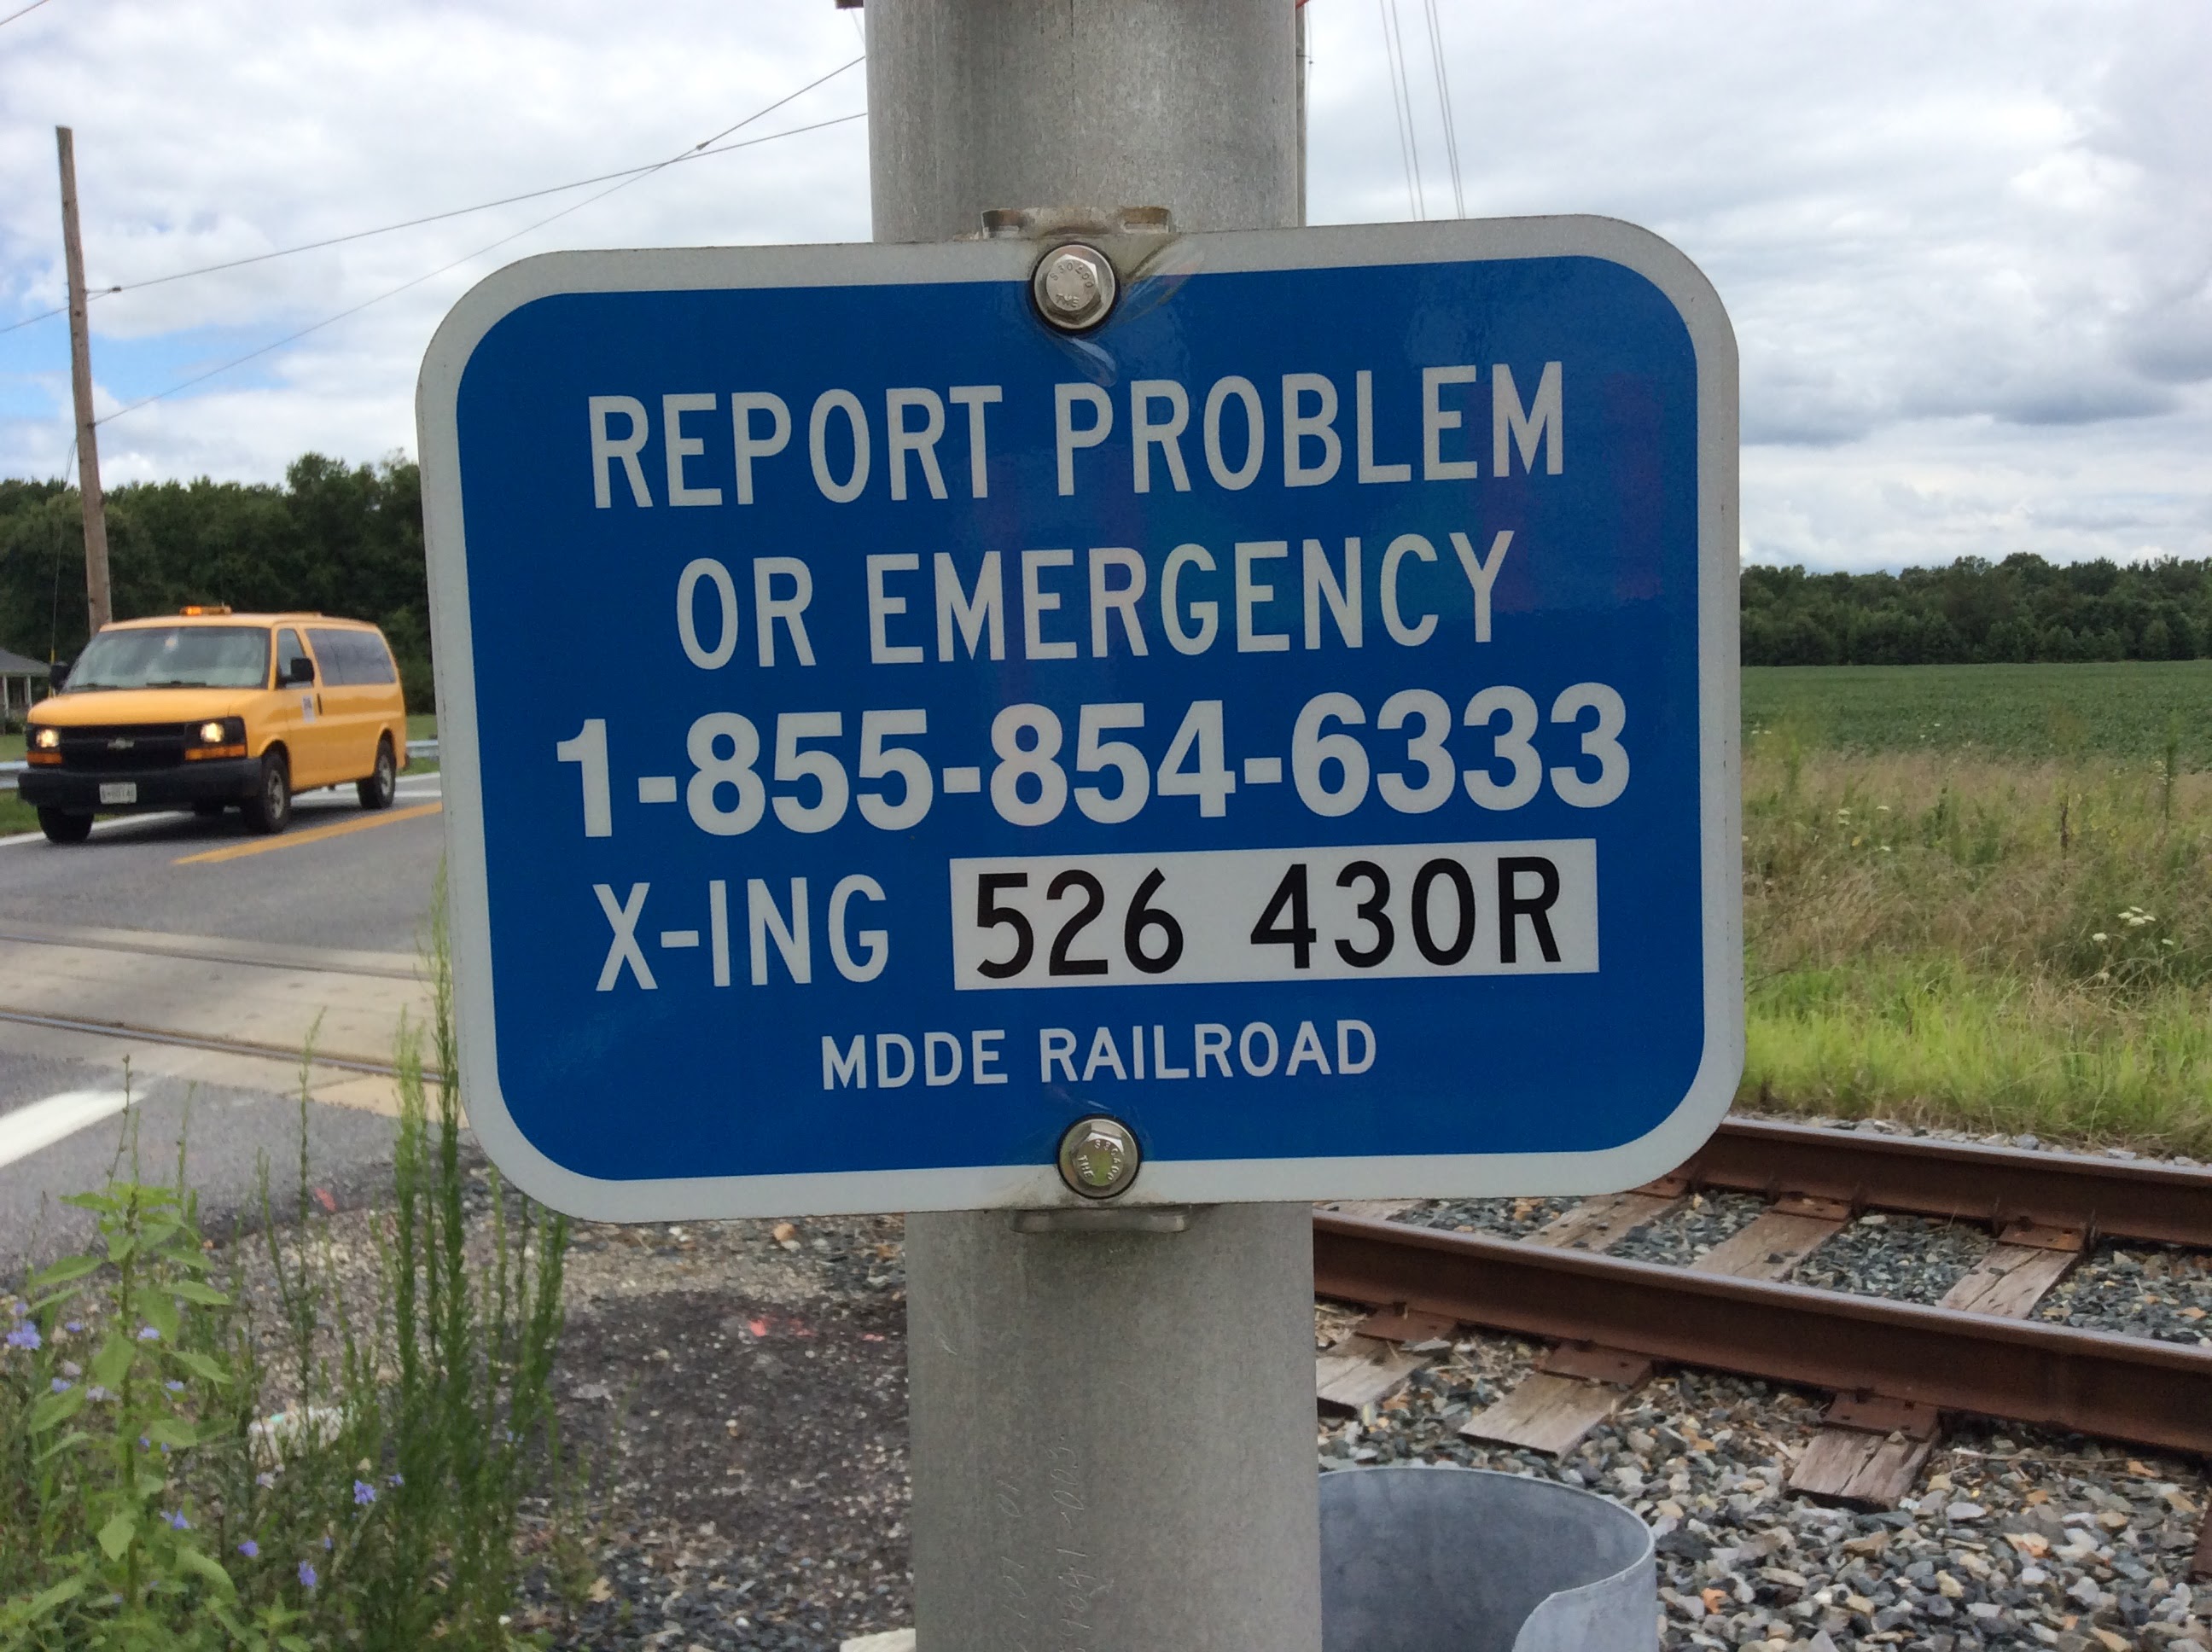 REPORT PROBLEM
OR EMERGENCY
1-855-854-6333
X-ING 526 430R
MDDE RAILROAD